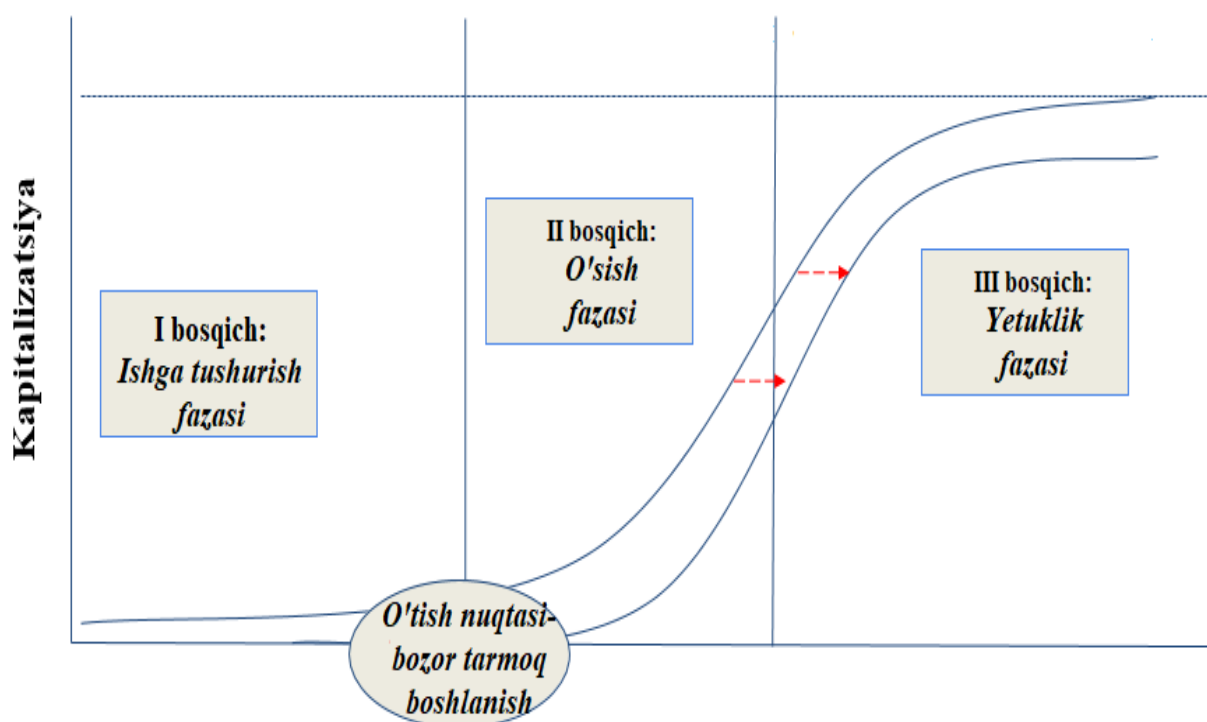 Kapitalizatsiya
I bosqich:
Ishga tushurish
fazasi
II bosqich:
O'sish
fazasi
III bosqich:
Yetuklik
fazasi
O'tish nuqtasi-
bozor tarmoq
boshlanish